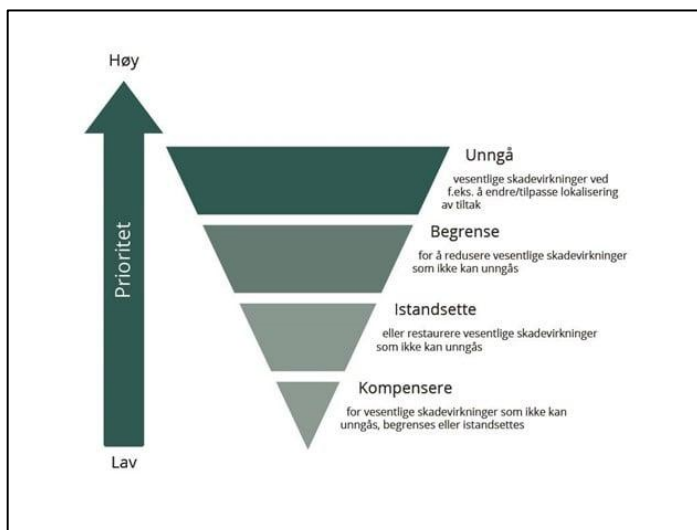 Høy
Prioritet
Lav
Unngå
vesentlige skadevirkninger ved
f.eks. å endre/tilpasse lokalisering
av tiltak
Begrense
for å redusere vesentlige skadevirkninger
som ikke kan unngås
Istandsette
eller restaurere vesentlige skadevirkninger
som ikke kan unngås
Kompensere
for vesentlige skadevirkninger som ikke kan
unngås, begrenses eller istandsettes